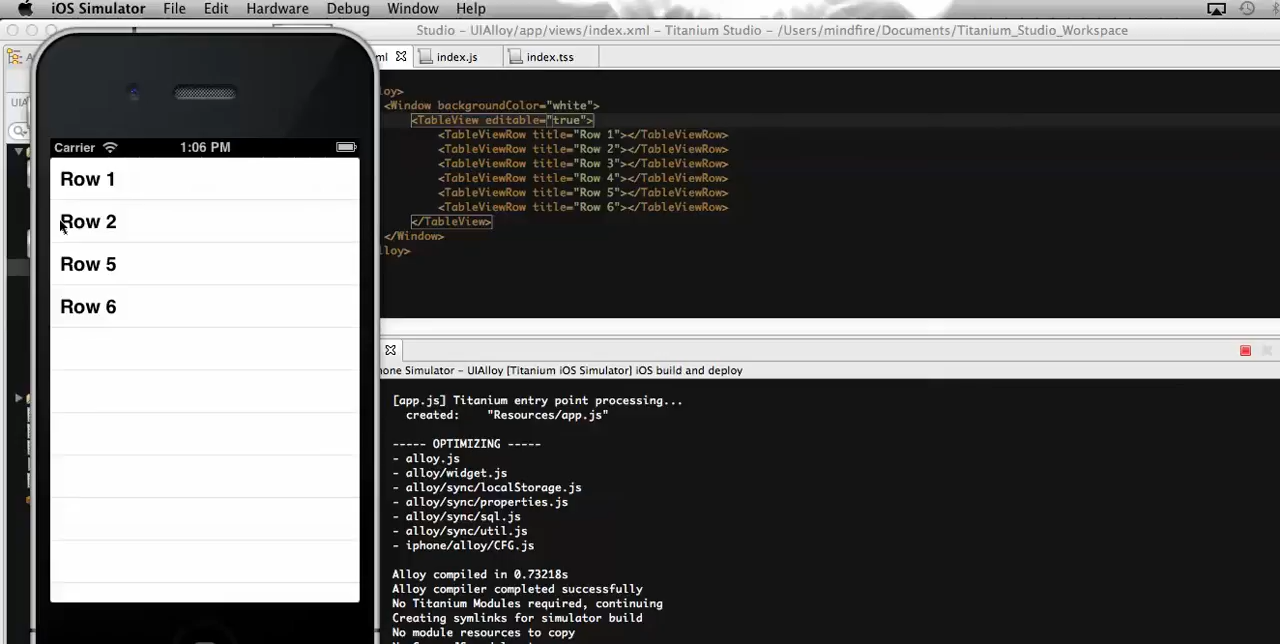 iOS Simulator File Edit Hardware Debug Window Help
Studio - UIAlloy/app/views/index.xml - Titanium Studio - /Users/mindfire/Documents/Titanium_Studio_Workspace
ml index.js index.tss
UIA
loy>
<Window backgroundColor="white">
<TableView editable="true">
<TableViewRow title="Row 1"></TableViewRow>
<TableViewRow title="Row 2"></TableViewRow>
<TableViewRow title="Row 3"></TableViewRow>
<TableViewRow title="Row 4"></TableViewRow>
<TableViewRow title="Row 5"></TableViewRow>
<TableViewRow title="Row 6"></TableViewRow>
</TableView>
</Window>
lloy>
Carrier 1:06 PM
Row 1
Row 2
Row 5
Row 6
hone Simulator - UIAlloy [Titanium iOS Simulator] iOS build and deploy
[app.js] Titanium entry point processing...
created: "Resources/app.js"
----- OPTIMIZING -----
- alloy.js
- alloy/widget.js
- alloy/sync/localStorage.js
- alloy/sync/properties.js
- alloy/sync/sql.js
- alloy/sync/util.js
- iphone/alloy/CFG.js
Alloy compiled in 0.73218s
Alloy compiler completed successfully
No Titanium Modules required, continuing
Creating symlinks for simulator build
No module resources to copy